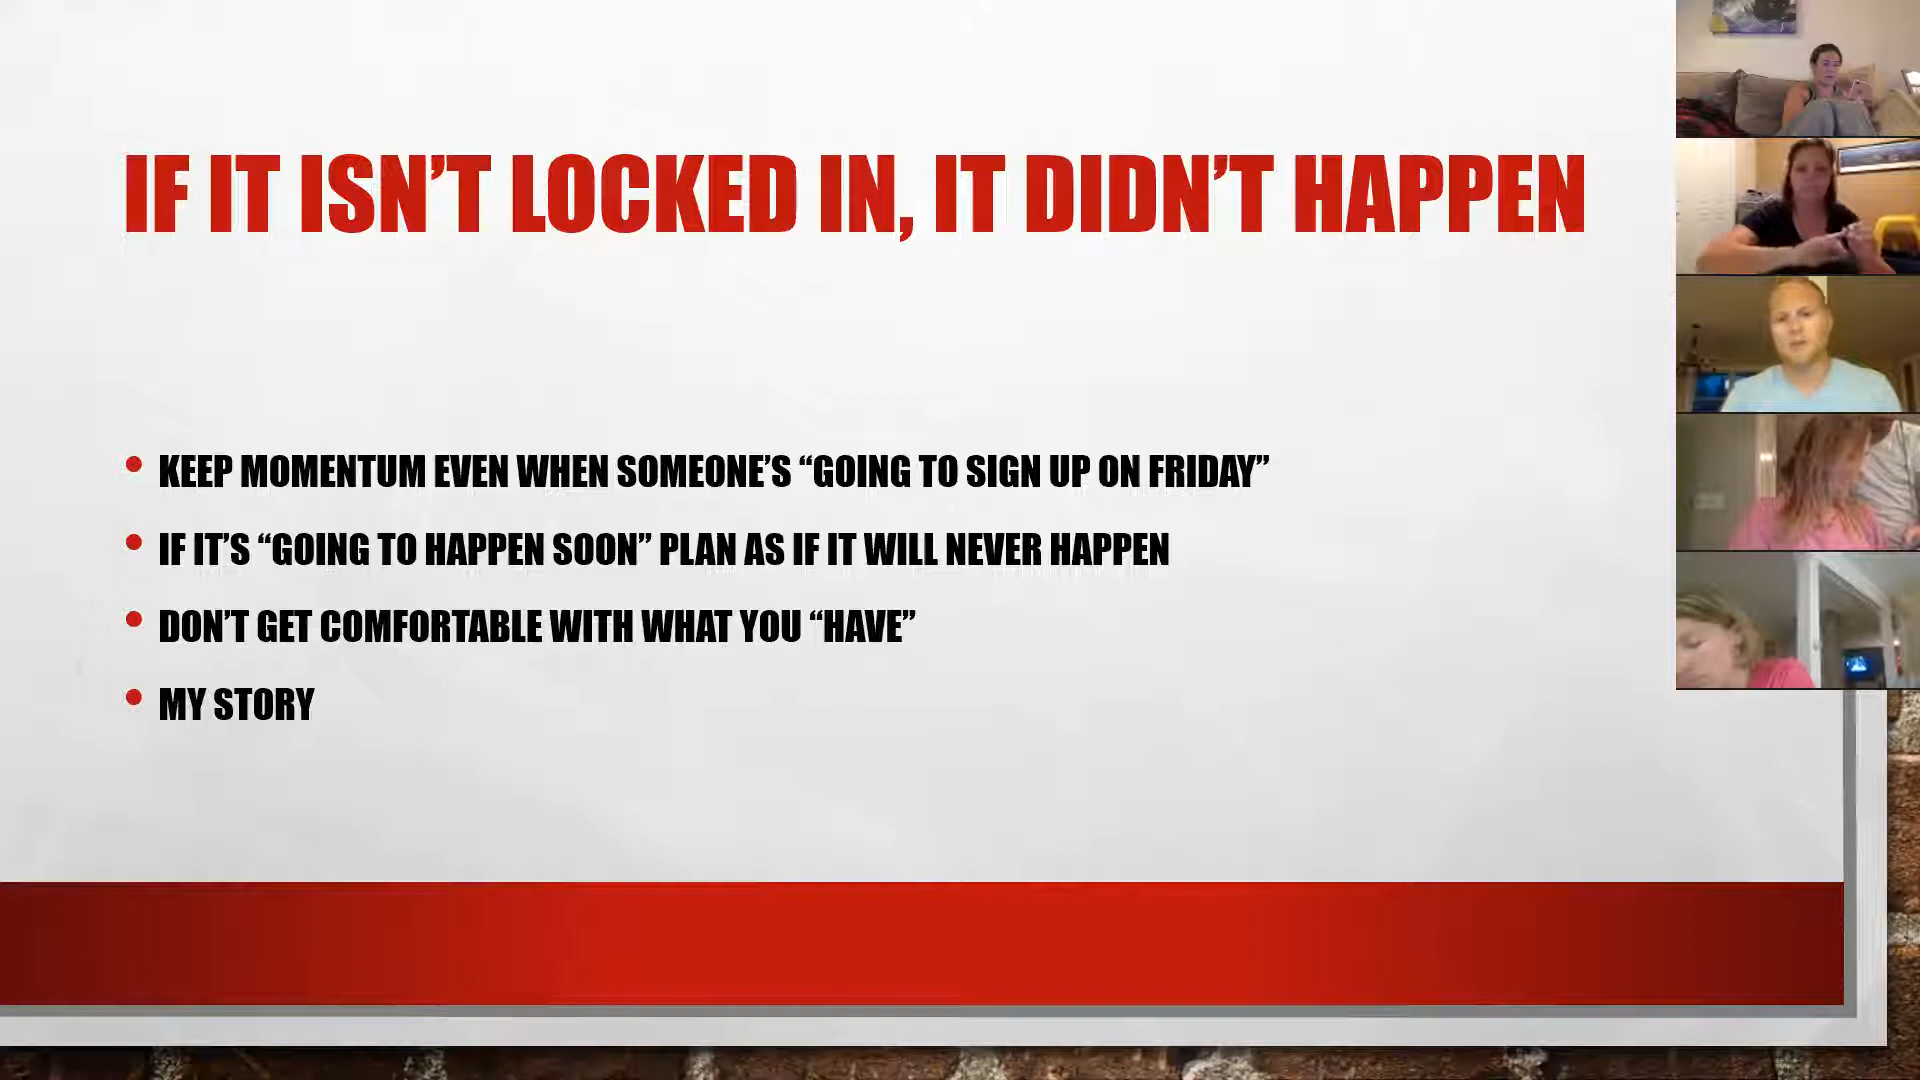 IF IT ISN’T LOCKED IN, IT DIDN’T HAPPEN
• KEEP MOMENTUM EVEN WHEN SOMEONE’S “GOING TO SIGN UP ON FRIDAY”
• IF IT’S “GOING TO HAPPEN SOON” PLAN AS IF IT WILL NEVER HAPPEN
• DON’T GET COMFORTABLE WITH WHAT YOU “HAVE”
• MY STORY